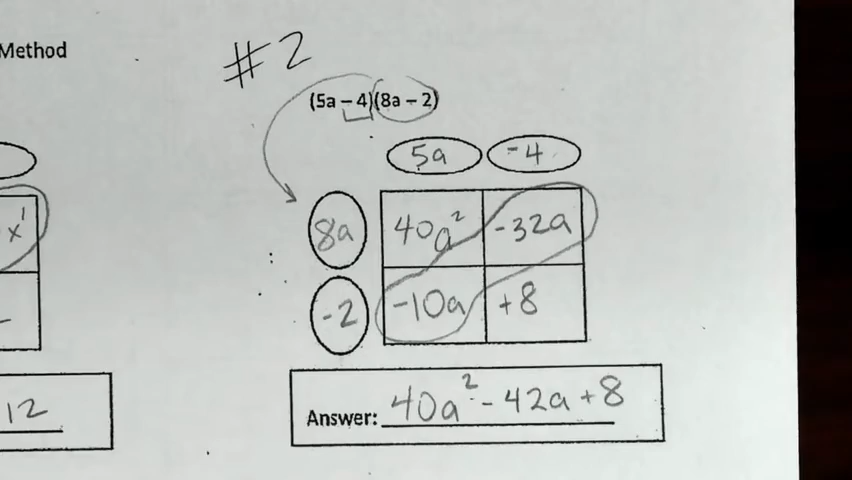 Method
#2
(5a – 4)(8a – 2)
5a -4
x¹
8a 40a² -32a
-2 -10a +8
12
Answer: 40a² - 42a + 8